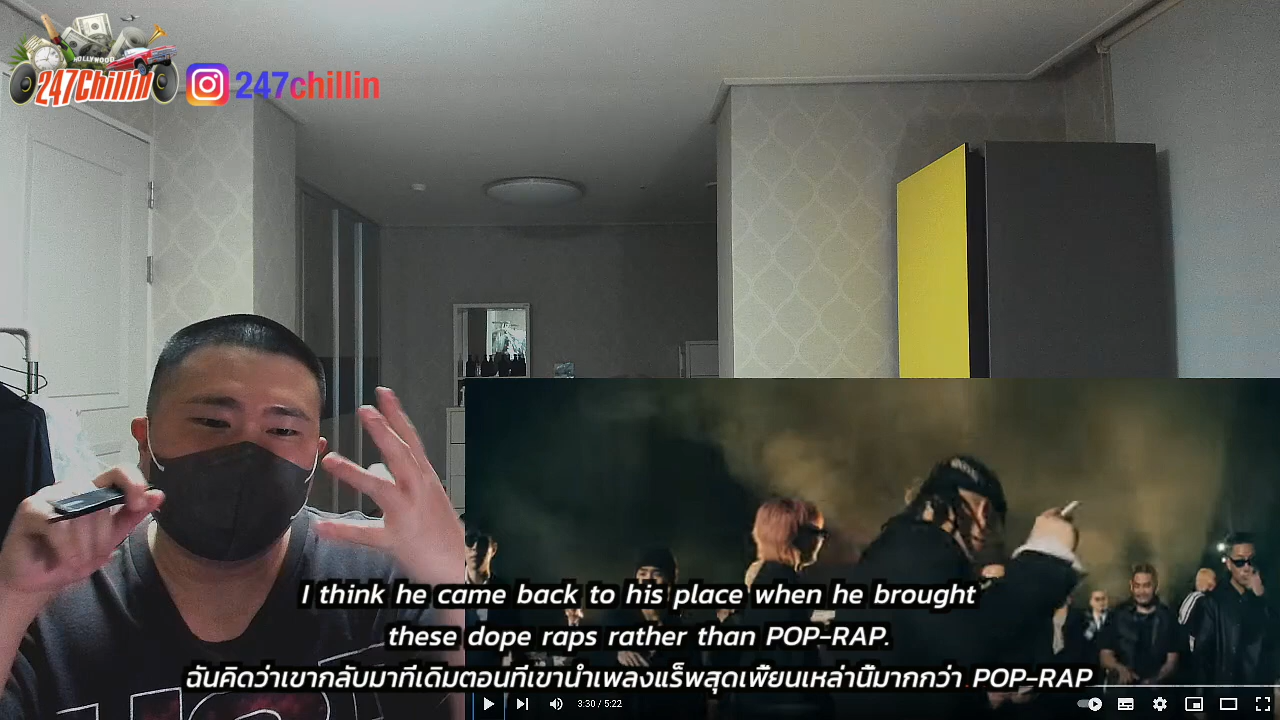 HOLLYWOOD
247Chillin
247chillin
I think he came back to his place when he brought
these dope raps rather than POP-RAP.
ฉันคิดว่าเขากลับมาที่เดิมตอนที่เขานำเพลงแร็พสุดเพี้ยนเหล่านี้มากกว่า POP-RAP
3:30 / 5:22